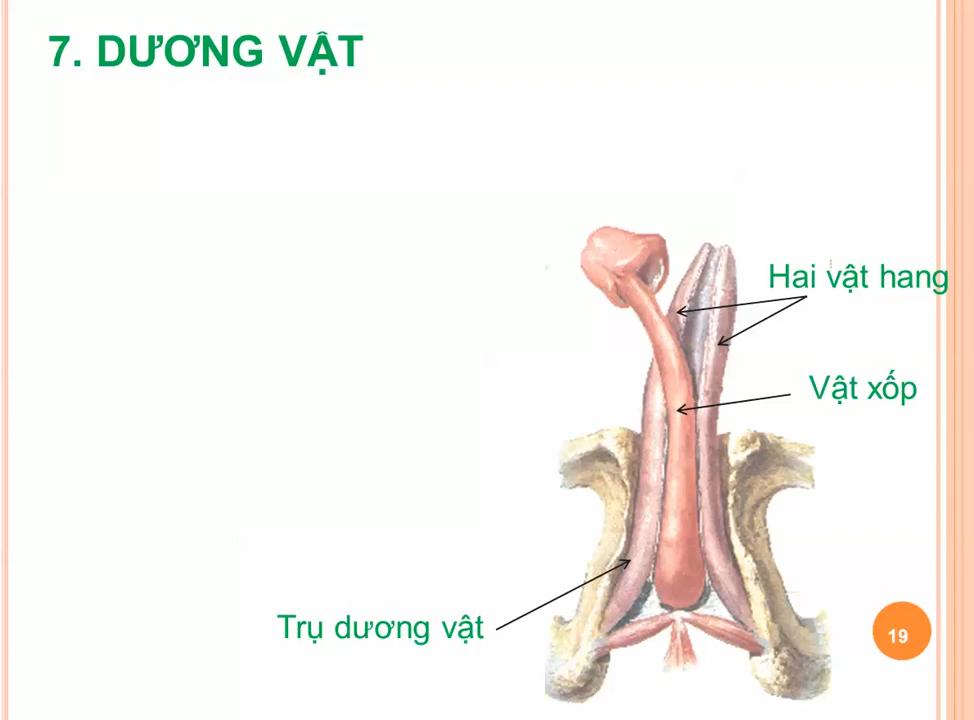 7. DƯƠNG VẬT
Hai vật hang
Vật xốp
Trụ dương vật
19